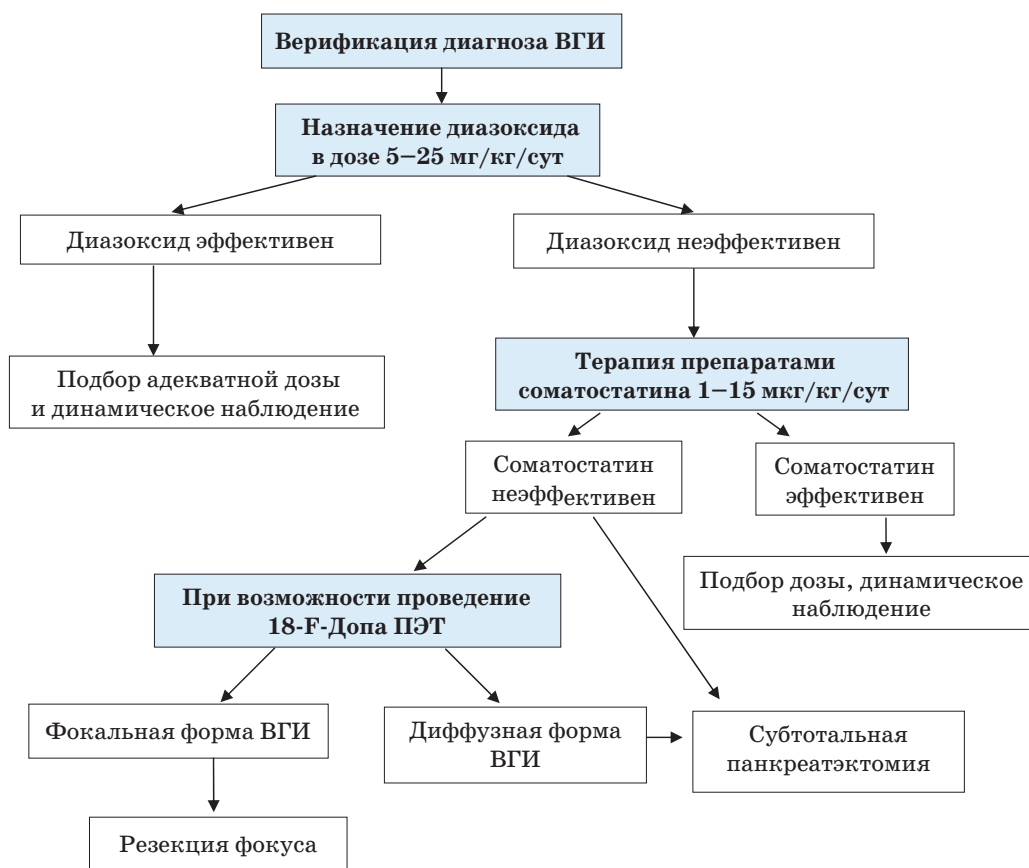 Верификация диагноза ВГИ
Назначение диазоксида
в дозе 5–25 мг/кг/сут
Диазоксид эффективен
Диазоксид неэффективен
Подбор адекватной дозы
и динамическое наблюдение
Терапия препаратами
соматостатина 1–15 мкг/кг/сут
Соматостатин
неэффективен
Соматостатин
эффективен
Подбор дозы, динамическое
наблюдение
При возможности проведение
18-F-Допа ПЭТ
Фокальная форма ВГИ
Диффузная форма
ВГИ
Субтотальная
панкреатэктомия
Резекция фокуса